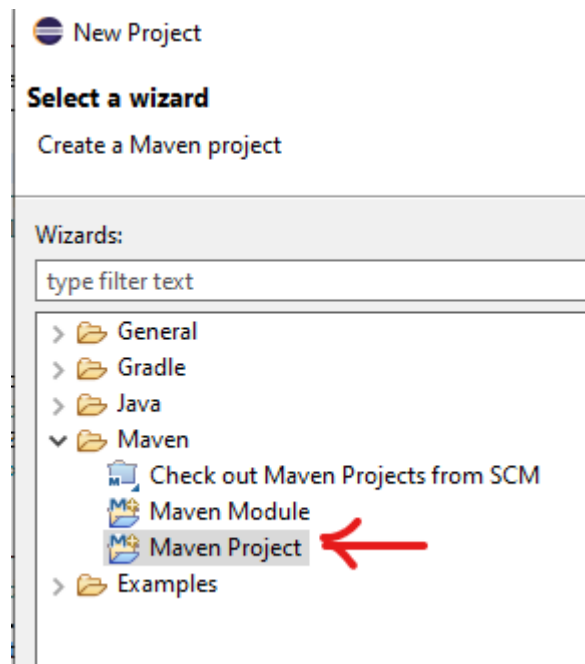 New Project
Select a wizard
Create a Maven project
Wizards:
type filter text
General
Gradle
Java
Maven
Check out Maven Projects from SCM
Maven Module
Maven Project
Examples